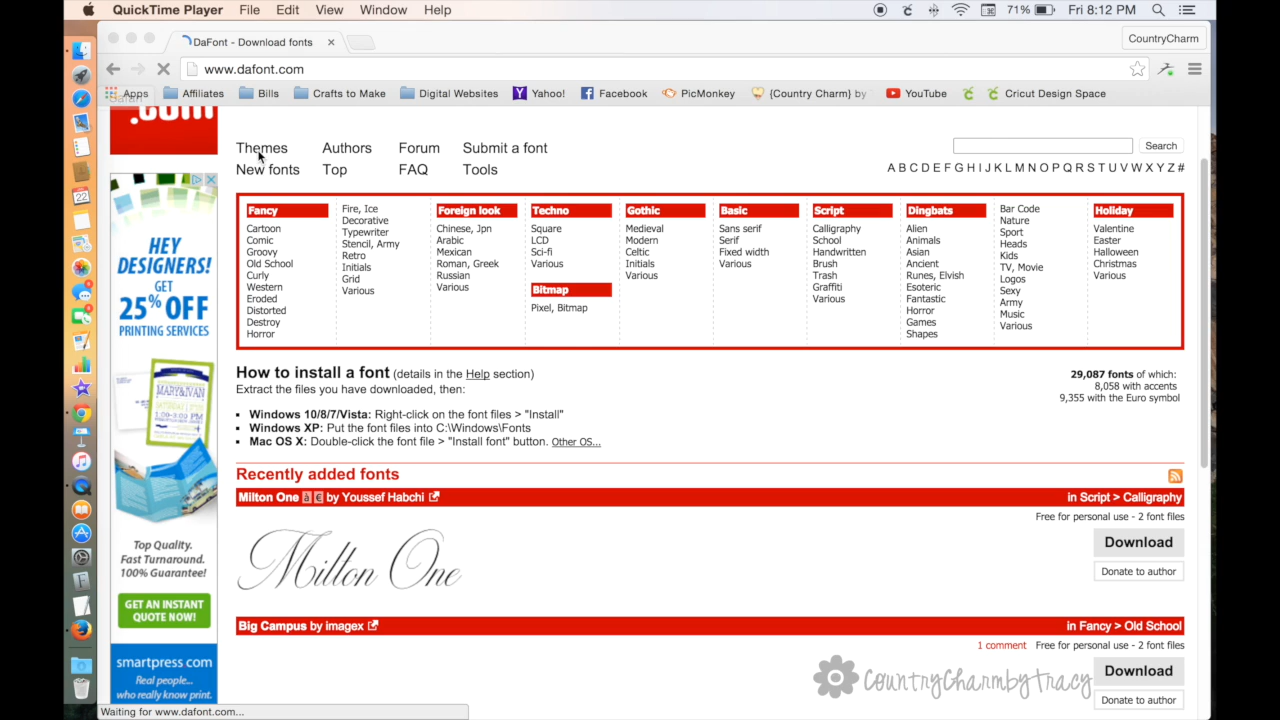 QuickTime Player File Edit View Window Help 71% Fri 8:12 PM
DaFont - Download fonts CountryCharm
www.dafont.com
Apps Affiliates Bills Crafts to Make Digital Websites Yahoo! Facebook PicMonkey {Country Charm} by YouTube Cricut Design Space
.com
Themes Authors Forum Submit a font Search
New fonts Top FAQ Tools A B C D E F G H I J K L M N O P Q R S T U V W X Y Z #
Fancy
Cartoon
Comic
Groovy
Old School
Curly
Western
Eroded
Distorted
Destroy
Horror
Fire, Ice
Decorative
Typewriter
Stencil, Army
Retro
Initials
Grid
Various
Foreign look
Chinese, Jpn
Arabic
Mexican
Roman, Greek
Russian
Various
Techno
Square
LCD
Sci-fi
Various
Bitmap
Pixel, Bitmap
Gothic
Medieval
Modern
Celtic
Initials
Various
Basic
Sans serif
Serif
Fixed width
Various
Script
Calligraphy
School
Handwritten
Brush
Trash
Graffiti
Various
Dingbats
Alien
Animals
Asian
Ancient
Runes, Elvish
Esoteric
Fantastic
Horror
Games
Shapes
Bar Code
Nature
Sport
Heads
Kids
TV, Movie
Logos
Sexy
Army
Music
Various
Holiday
Valentine
Easter
Halloween
Christmas
Various
HEY
DESIGNERS!
GET
25% OFF
PRINTING SERVICES
MARY&IVAN
Top Quality.
Fast Turnaround.
100% Guarantee!
GET AN INSTANT
QUOTE NOW!
smartpress.com
Real people...
who really know print.
How to install a font (details in the Help section)
Extract the files you have downloaded, then:
Windows 10/8/7/Vista: Right-click on the font files > "Install"
Windows XP: Put the font files into C:\Windows\Fonts
Mac OS X: Double-click the font file > "Install font" button. Other OS...
29,087 fonts of which:
8,058 with accents
9,355 with the Euro symbol
Recently added fonts
Milton One à € by Youssef Habchi in Script > Calligraphy
Free for personal use - 2 font files
Milton One
Download
Donate to author
Big Campus by imagex in Fancy > Old School
1 comment Free for personal use - 2 font files
Download
Donate to author
CountryCharmbyTracy
Waiting for www.dafont.com...